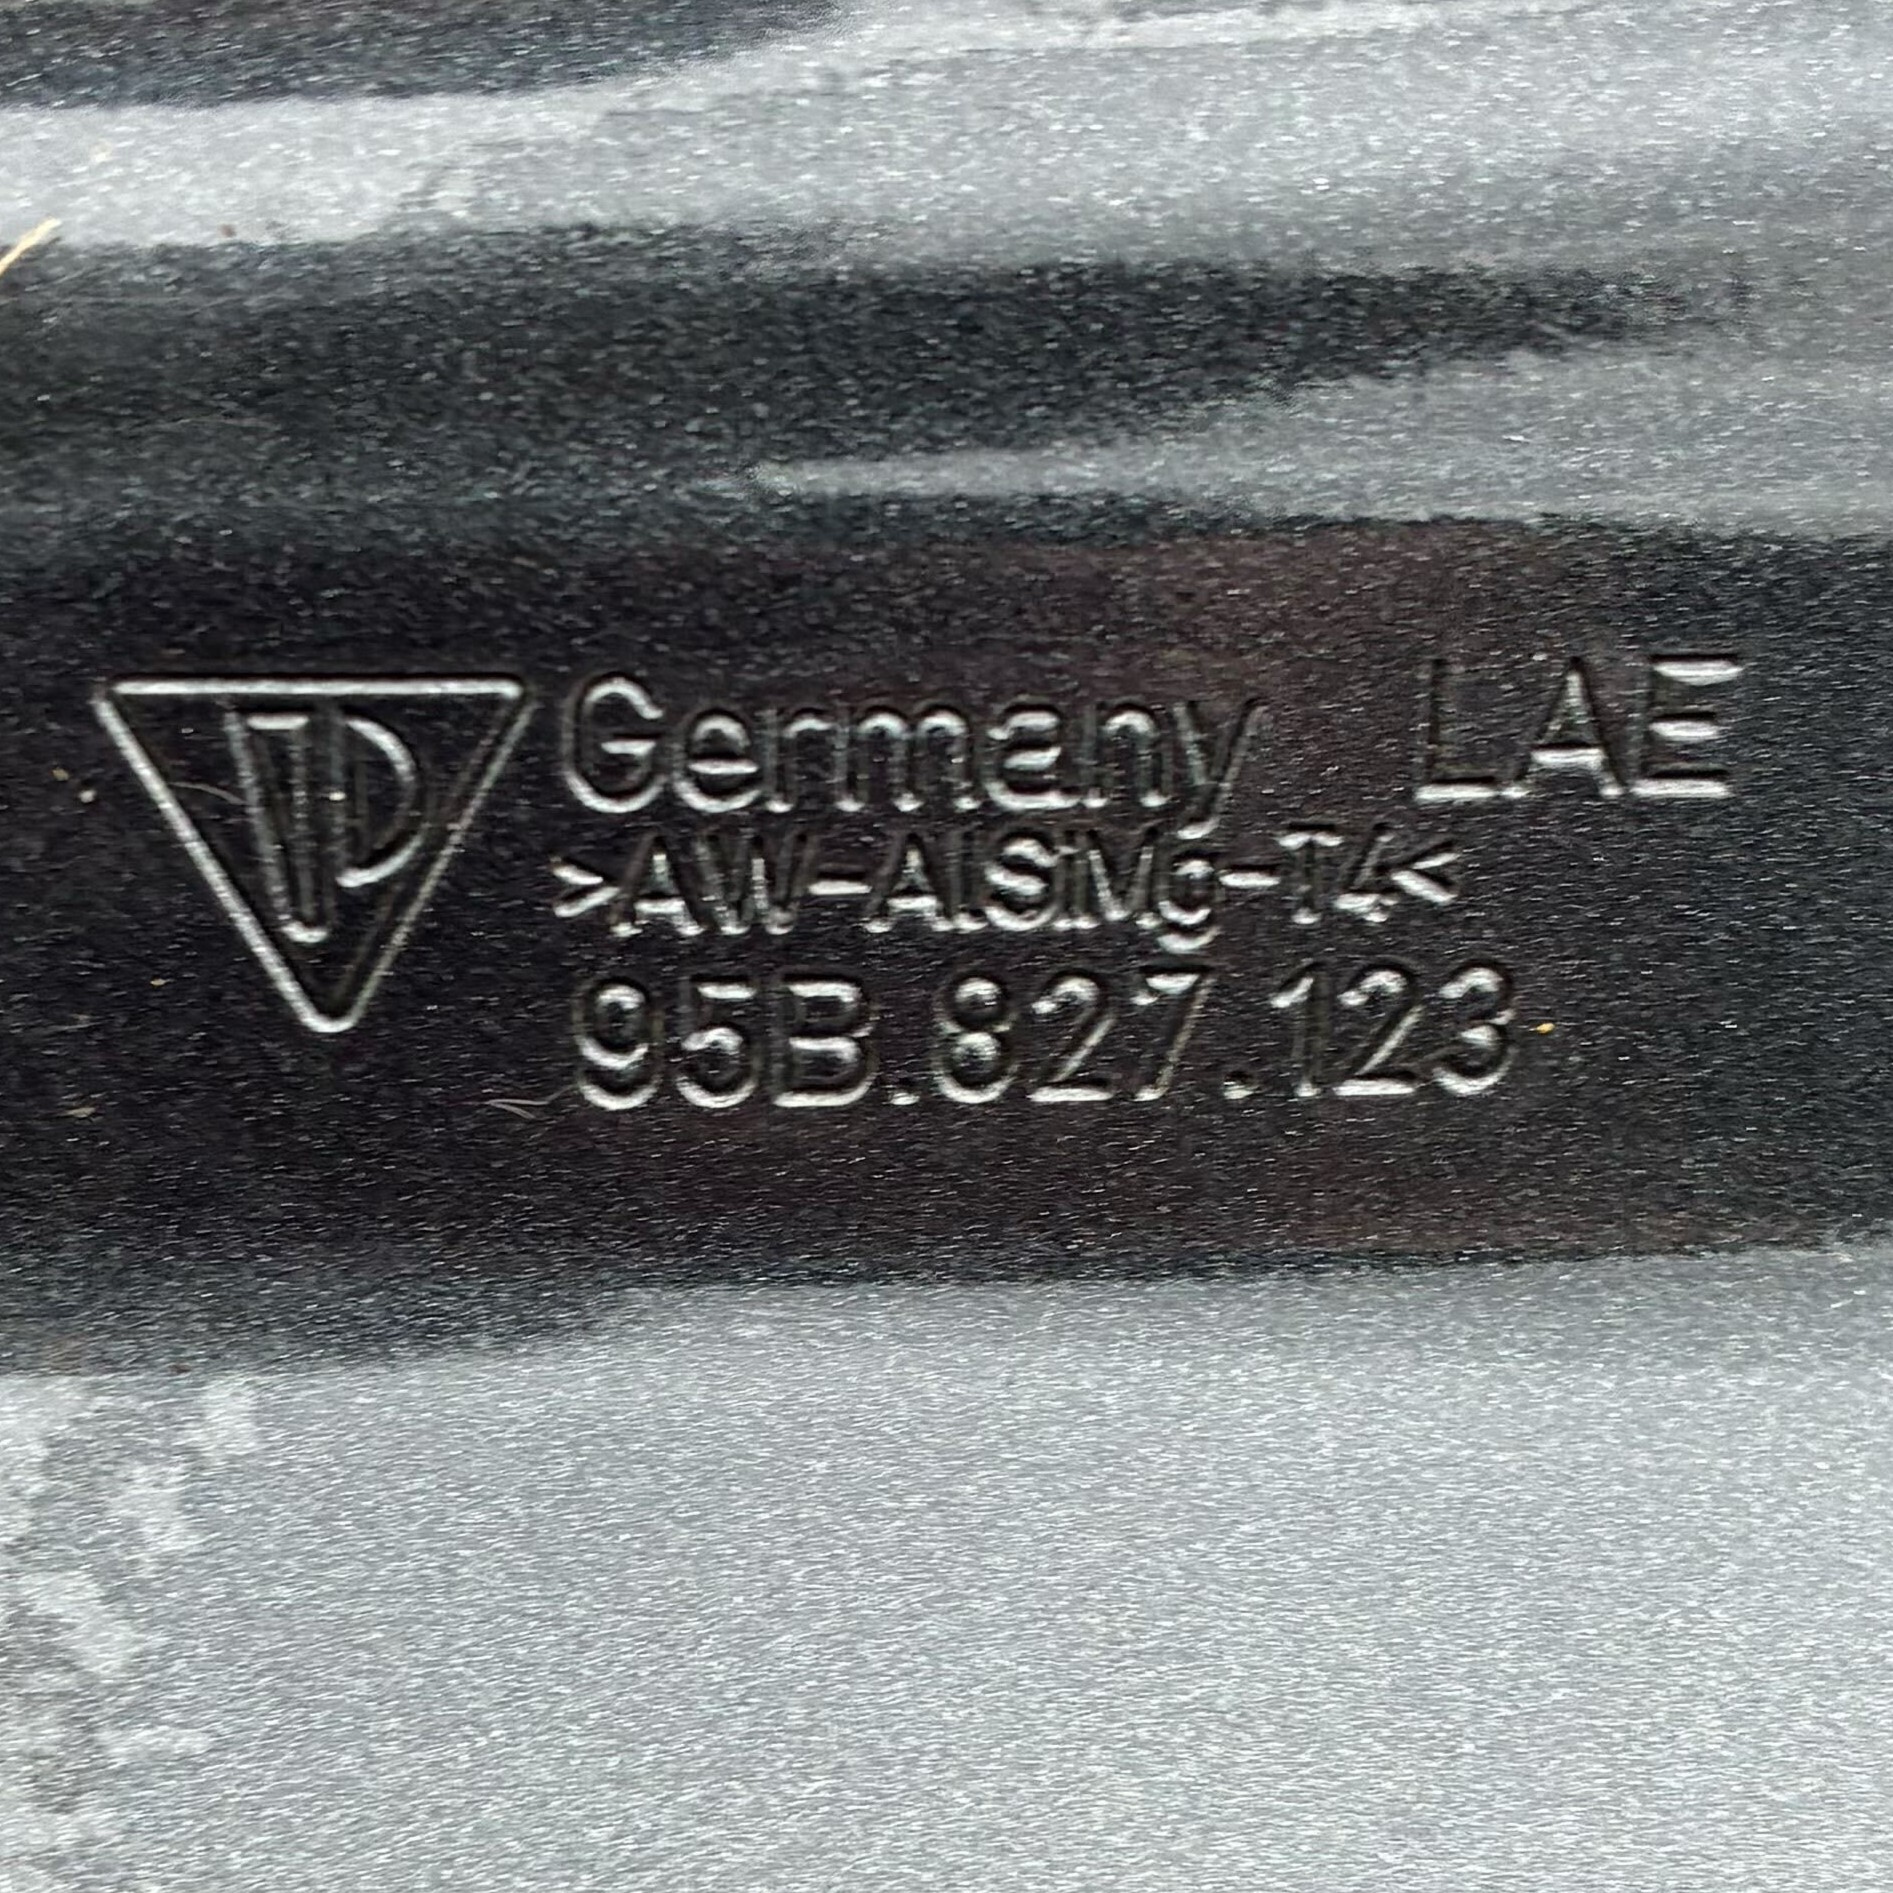 Germany LAE
>AW-AlSiMg-T4<
95B.827.123